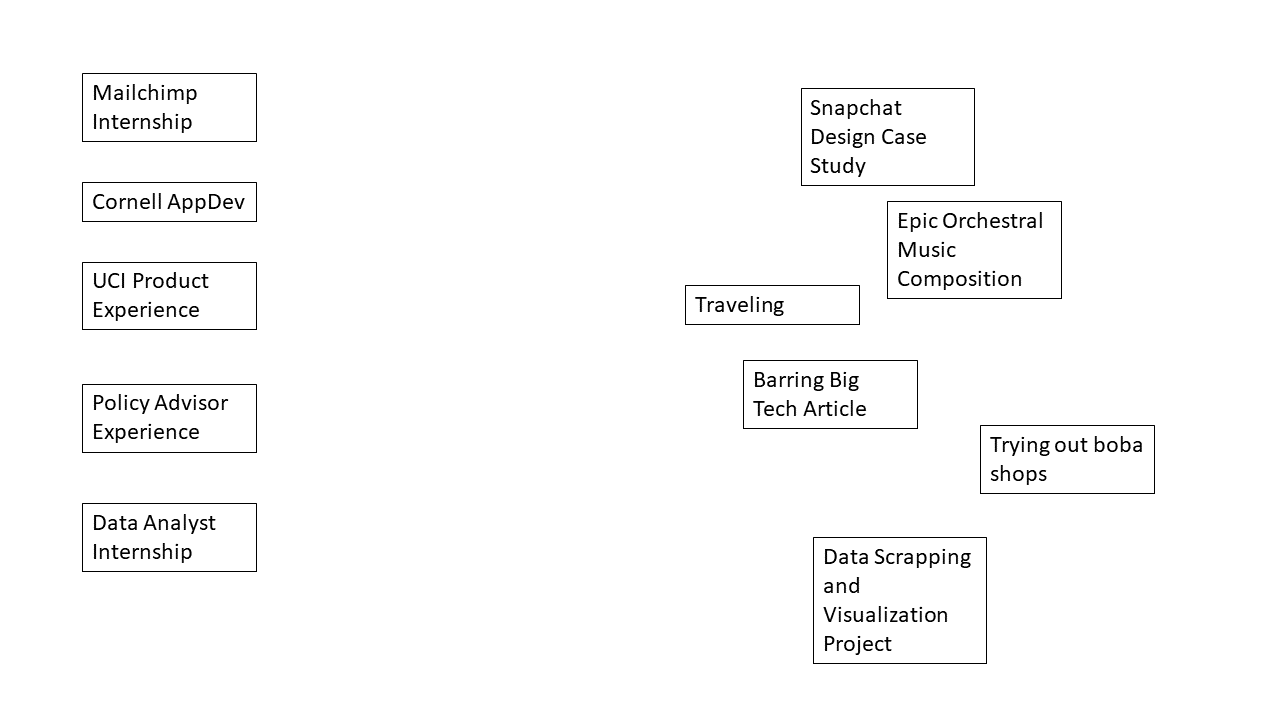 Mailchimp
Internship
Cornell AppDev
UCI Product
Experience
Policy Advisor
Experience
Data Analyst
Internship
Snapchat
Design Case
Study
Epic Orchestral
Music
Composition
Traveling
Barring Big
Tech Article
Trying out boba
shops
Data Scrapping
and
Visualization
Project